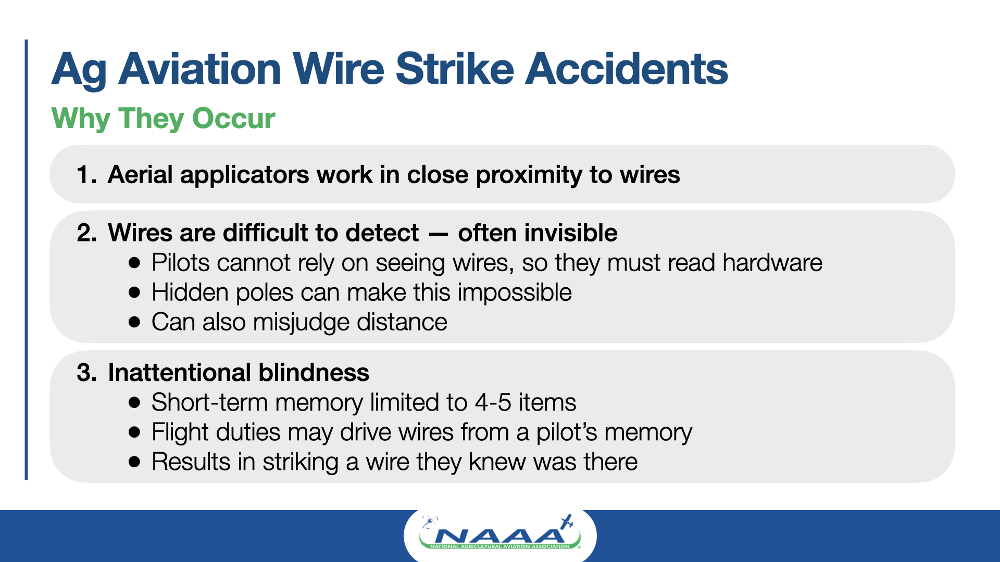 Ag Aviation Wire Strike Accidents
Why They Occur
1. Aerial applicators work in close proximity to wires
2. Wires are difficult to detect — often invisible
● Pilots cannot rely on seeing wires, so they must read hardware
● Hidden poles can make this impossible
● Can also misjudge distance
3. Inattentional blindness
● Short-term memory limited to 4-5 items
● Flight duties may drive wires from a pilot’s memory
● Results in striking a wire they knew was there
NAAA
NATIONAL AGRICULTURAL AVIATION ASSOCIATION ®